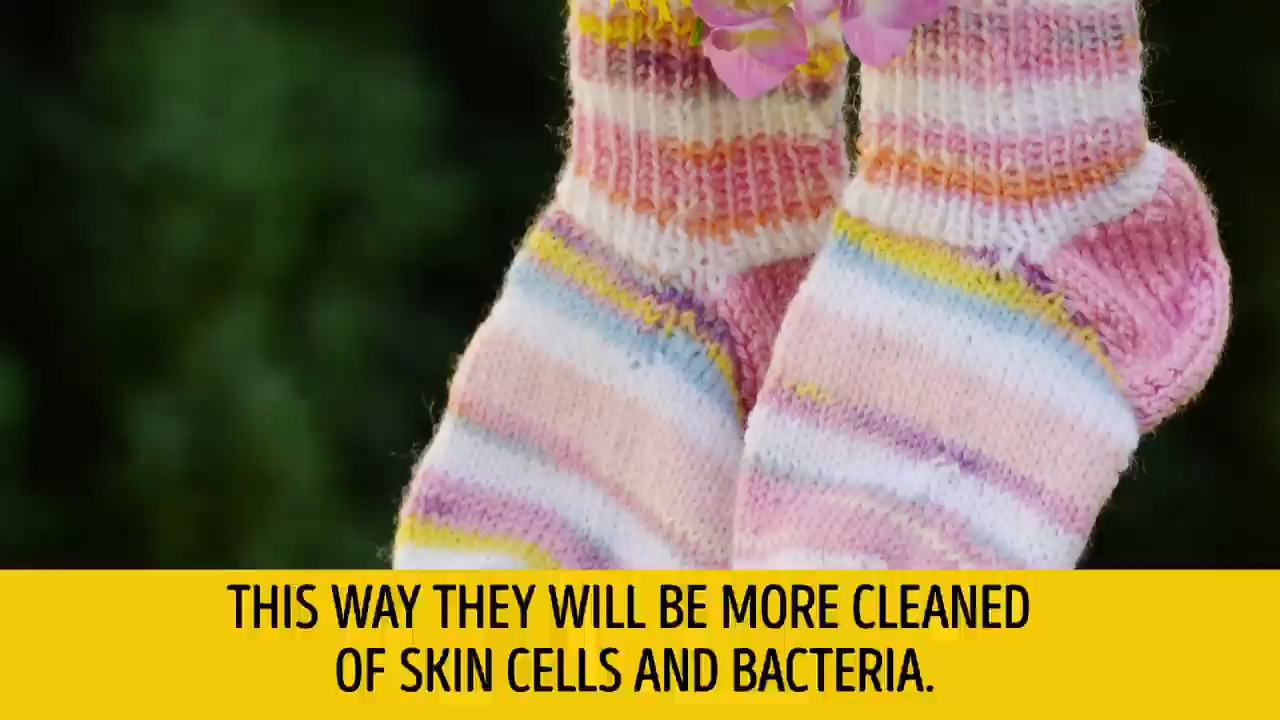 THIS WAY THEY WILL BE MORE CLEANED
OF SKIN CELLS AND BACTERIA.